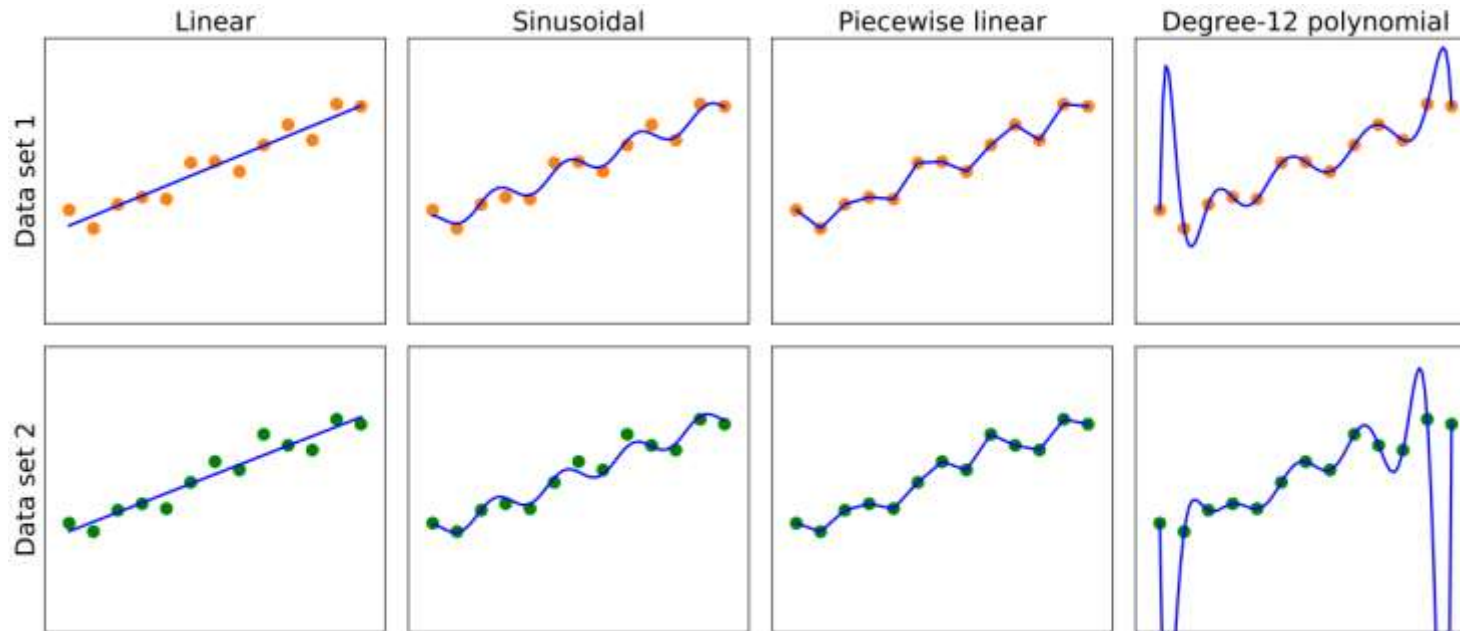 Linear
Sinusoidal
Piecewise linear
Degree-12 polynomial
Data set 1
Data set 2